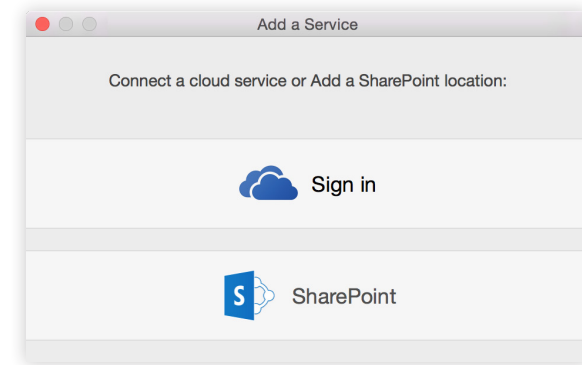 Add a Service
Connect a cloud service or Add a SharePoint location:
Sign in
S
SharePoint